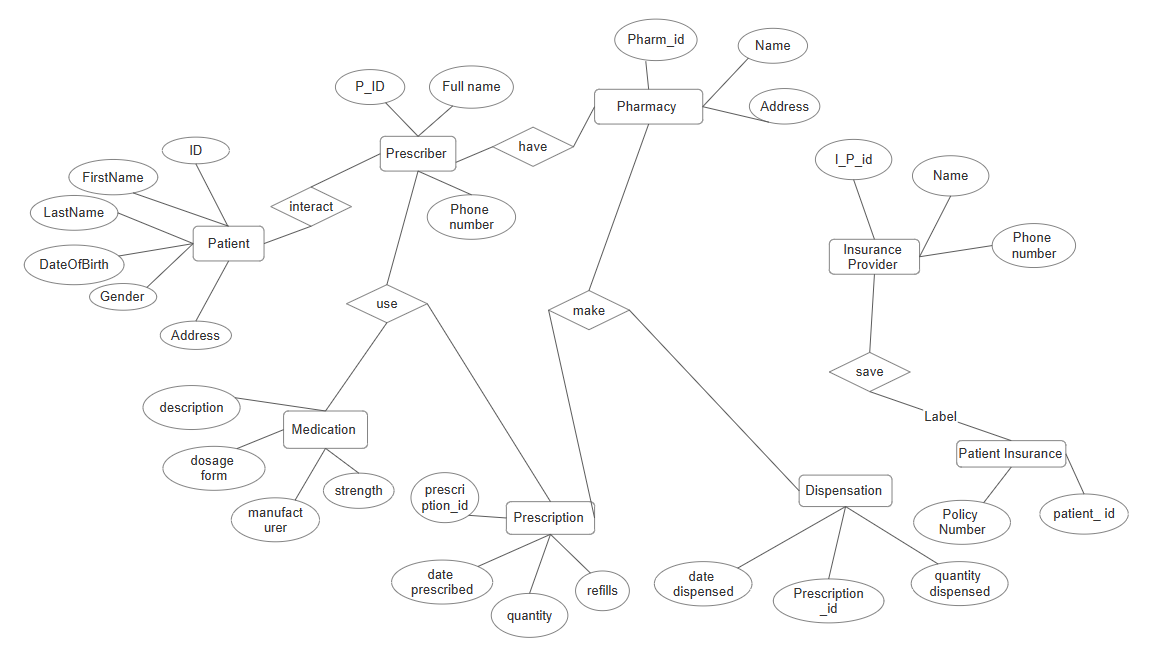 Pharm_id
Name
P_ID
Full name
Pharmacy
Address
ID
Prescriber
have
I_P_id
FirstName
Name
LastName
interact
Phone
number
Patient
Phone
number
Insurance
Provider
DateOfBirth
Gender
use
make
Address
save
description
Label
Medication
Patient Insurance
dosage
form
strength
prescri
ption_id
Dispensation
manufact
urer
Prescription
Policy
Number
patient_ id
date
prescribed
refills
quantity
date
dispensed
Prescription
_id
quantity
dispensed